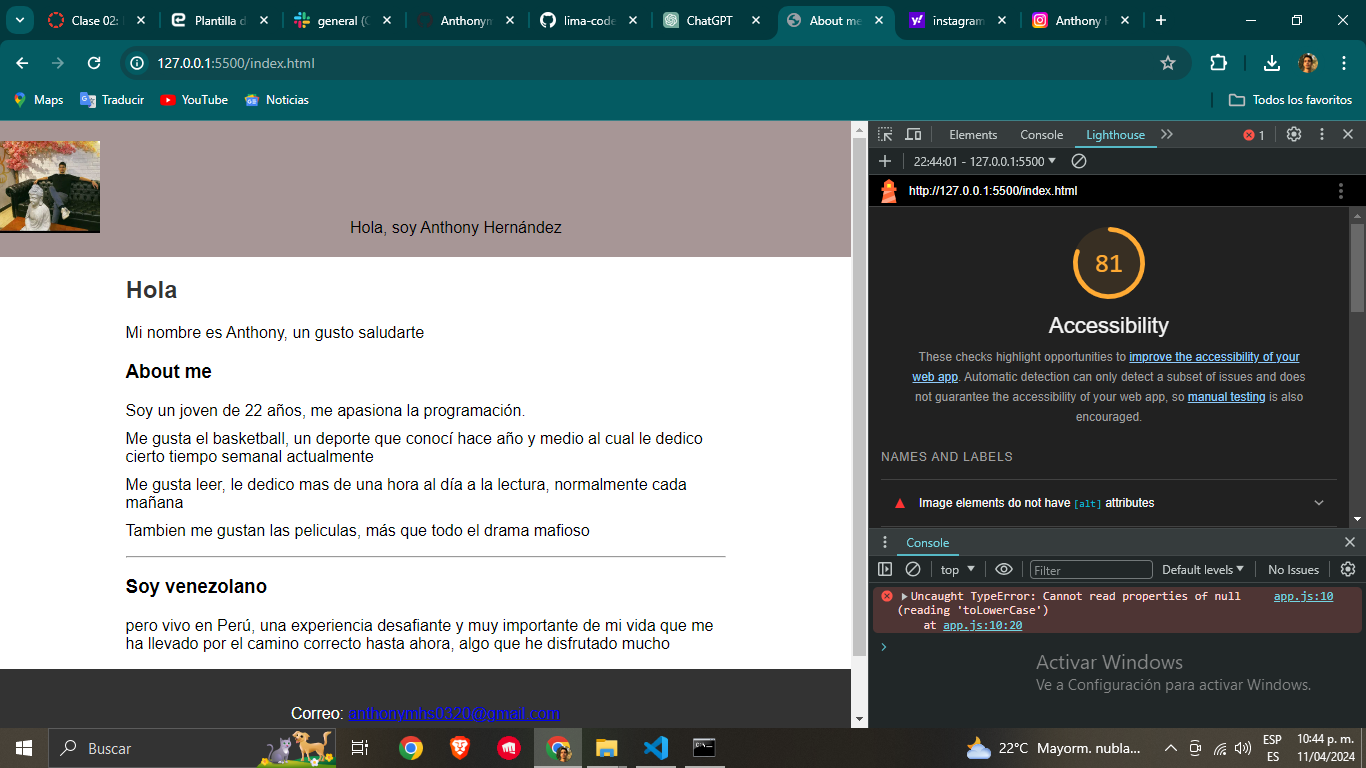 Clase 02:
Plantilla d
general (C
Anthonyn
lima-code
ChatGPT
About me
instagram
Anthony
127.0.0.1:5500/index.html
Maps
Traducir
YouTube
Noticias
Todos los favoritos
Hola, soy Anthony Hernández
Hola
Mi nombre es Anthony, un gusto saludarte
About me
Soy un joven de 22 años, me apasiona la programación.
Me gusta el basketball, un deporte que conocí hace año y medio al cual le dedico
cierto tiempo semanal actualmente
Me gusta leer, le dedico mas de una hora al día a la lectura, normalmente cada
mañana
Tambien me gustan las peliculas, más que todo el drama mafioso
Soy venezolano
pero vivo en Perú, una experiencia desafiante y muy importante de mi vida que me
ha llevado por el camino correcto hasta ahora, algo que he disfrutado mucho
Correo: anthonymhs0320@gmail.com
Elements
Console
Lighthouse
1
22:44:01 - 127.0.0.1:5500
http://127.0.0.1:5500/index.html
81
Accessibility
These checks highlight opportunities to improve the accessibility of your
web app. Automatic detection can only detect a subset of issues and does
not guarantee the accessibility of your web app, so manual testing is also
encouraged.
NAMES AND LABELS
Image elements do not have [alt] attributes
Console
top
Filter
Default levels
No Issues
Uncaught TypeError: Cannot read properties of null app.js:10
(reading 'toLowerCase')
at app.js:10:20
Activar Windows
Ve a Configuración para activar Windows.
Buscar
22°C Mayorm. nubla...
ESP
ES
10:44 p. m.
11/04/2024